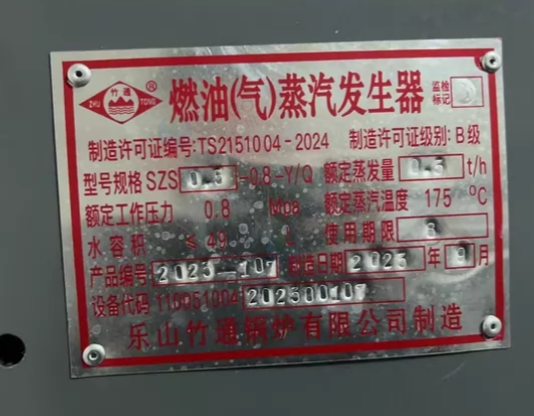 竹通 ZHU TONG ® 燃油(气)蒸汽发生器 监检标记
制造许可证编号:TS2151004-2024 制造许可证级别:B级
型号规格 SZS 0.5-0.8-Y/Q 额定蒸发量 0.5 t/h
额定工作压力 0.8 Mpa 额定蒸汽温度 175 °C
水容积 ≤ 49 L 使用期限 8
产品编号 2023-107 制造日期 2023 年 9 月
设备代码 110051004 202300107
乐山竹通锅炉有限公司制造